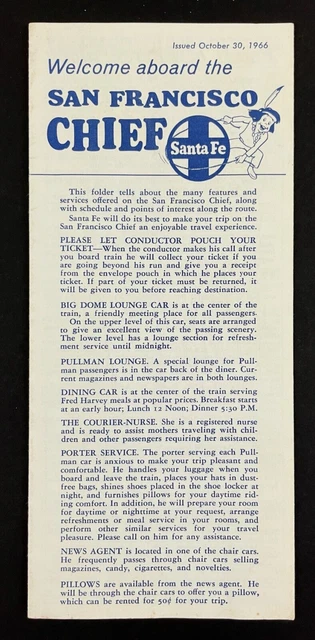 Issued October 30, 1966
Welcome aboard the
SAN FRANCISCO
CHIEF
Santa Fe
This folder tells about the many features and
services offered on the San Francisco Chief, along
with schedule and points of interest along the route.
Santa Fe will do its best to make your trip on the
San Francisco Chief an enjoyable travel experience.
PLEASE LET CONDUCTOR POUCH YOUR
TICKET—When the conductor makes his call after
you board train he will collect your ticket if you
are going beyond his run and give you a receipt
from the envelope pouch in which he places your
ticket. If part of your ticket must be returned, it
will be given to you before reaching destination.
BIG DOME LOUNGE CAR is at the center of the
train, a friendly meeting place for all passengers.
On the upper level of this car, seats are arranged
to give an excellent view of the passing scenery.
The lower level has a lounge section for refresh-
ment service until midnight.
PULLMAN LOUNGE. A special lounge for Pull-
man passengers is in the car back of the diner. Cur-
rent magazines and newspapers are in both lounges.
DINING CAR is at the center of the train serving
Fred Harvey meals at popular prices. Breakfast starts
at an early hour; Lunch 12 Noon; Dinner 5:30 P.M.
THE COURIER-NURSE. She is a registered nurse
and is ready to assist mothers traveling with chil-
dren and other passengers requiring her assistance.
PORTER SERVICE. The porter serving each Pull-
man car is anxious to make your trip pleasant and
comfortable. He handles your luggage when you
board and leave the train, places your hats in dust-
free bags, shines shoes placed in the shoe locker at
night, and furnishes pillows for your daytime rid-
ing comfort. In addition, he will prepare your room
for daytime or nighttime at your request, arrange
refreshments or meal service in your rooms, and
perform other similar services for your travel
pleasure. Please call on him for any assistance.
NEWS AGENT is located in one of the chair cars.
He frequently passes through chair cars selling
magazines, candy, cigarettes, and novelties.
PILLOWS are available from the news agent. He
will be through the chair cars to offer you a pillow,
which can be rented for 50¢ for your trip.